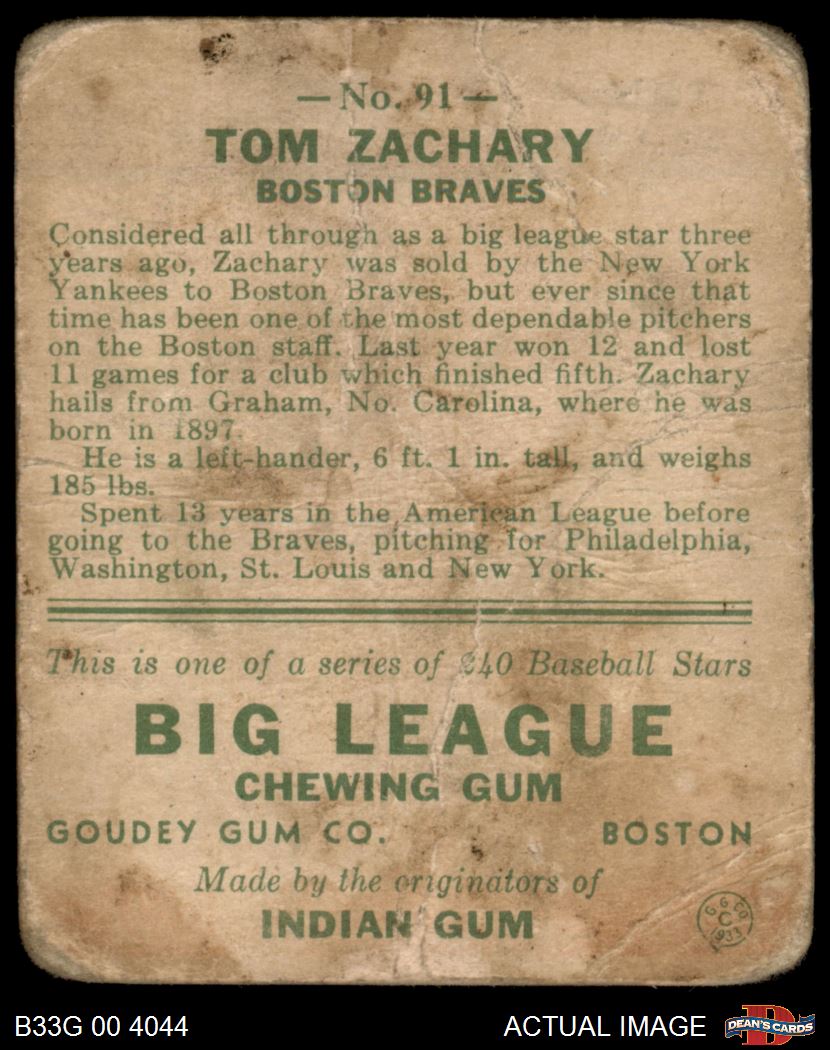 — No. 91 —
TOM ZACHARY
BOSTON BRAVES
Considered all through as a big league star three
years ago, Zachary was sold by the New York
Yankees to Boston Braves, but ever since that
time has been one of the most dependable pitchers
on the Boston staff. Last year won 12 and lost
11 games for a club which finished fifth. Zachary
hails from Graham, No. Carolina, where he was
born in 1897.
He is a left-hander, 6 ft. 1 in. tall, and weighs
185 lbs.
Spent 13 years in the American League before
going to the Braves, pitching for Philadelphia,
Washington, St. Louis and New York.
This is one of a series of 240 Baseball Stars
BIG LEAGUE
CHEWING GUM
GOUDEY GUM CO. BOSTON
Made by the originators of
INDIAN GUM
G. G. CO.
C
1933
B33G 00 4044
ACTUAL IMAGE
D
DEAN'S CARDS